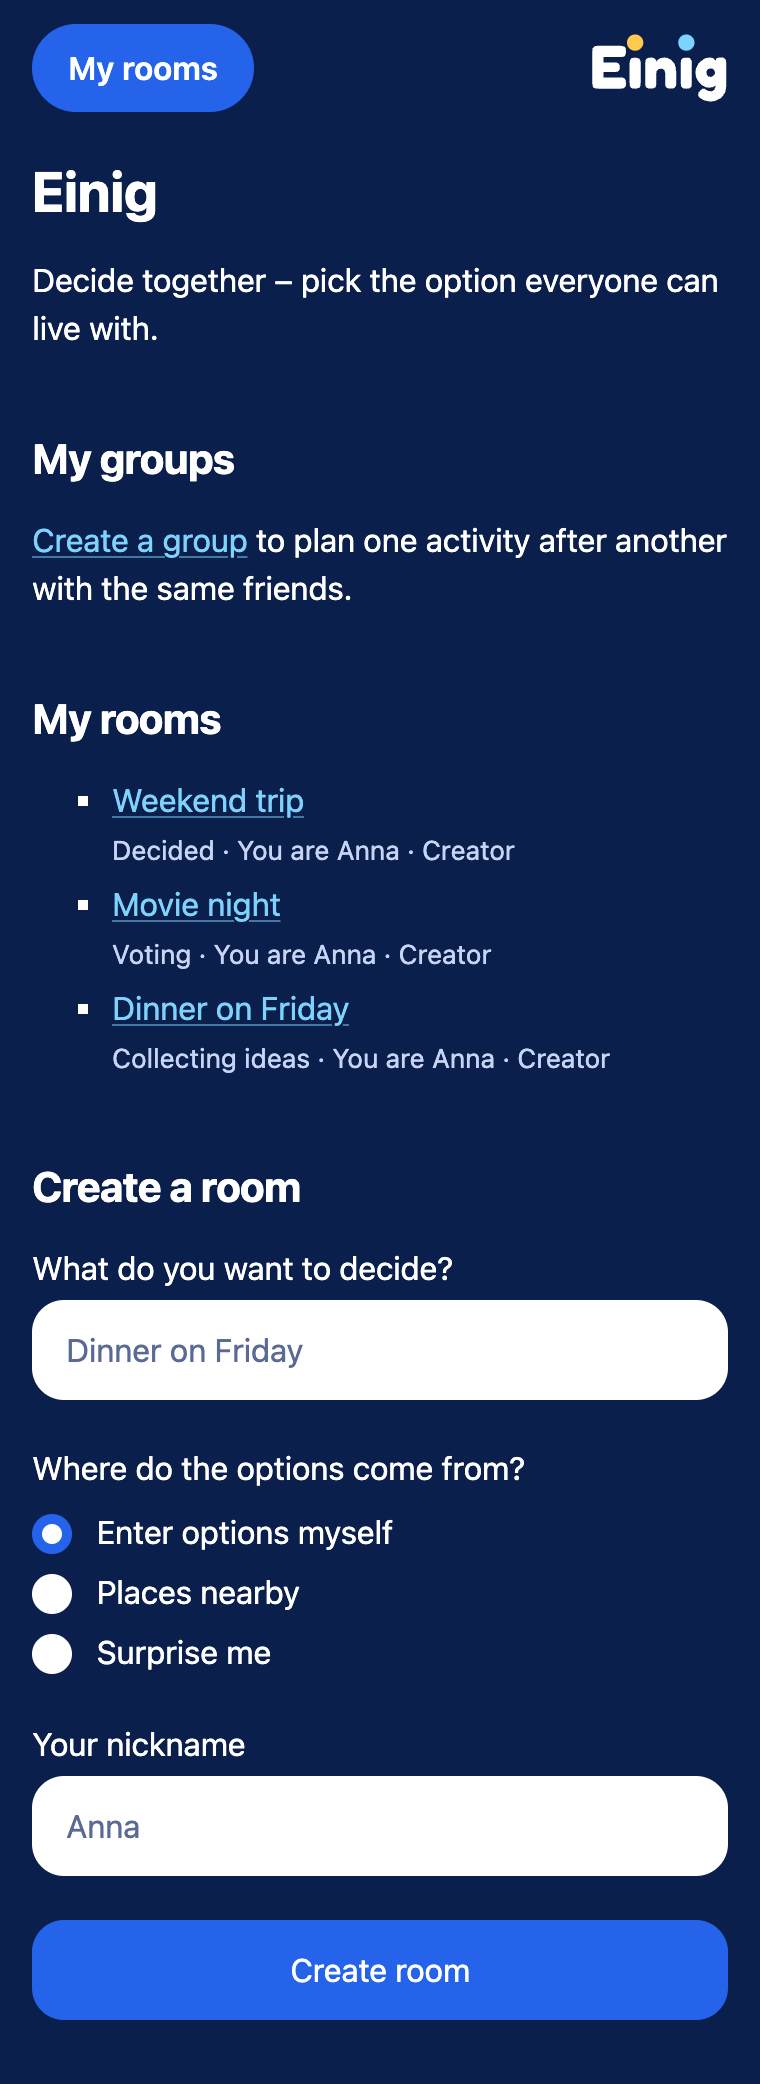 My rooms
Einig
Einig
Decide together – pick the option everyone can
live with.
My groups
Create a group to plan one activity after another
with the same friends.
My rooms
Weekend trip
Decided · You are Anna · Creator
Movie night
Voting · You are Anna · Creator
Dinner on Friday
Collecting ideas · You are Anna · Creator
Create a room
What do you want to decide?
Dinner on Friday
Where do the options come from?
Enter options myself
Places nearby
Surprise me
Your nickname
Anna
Create room